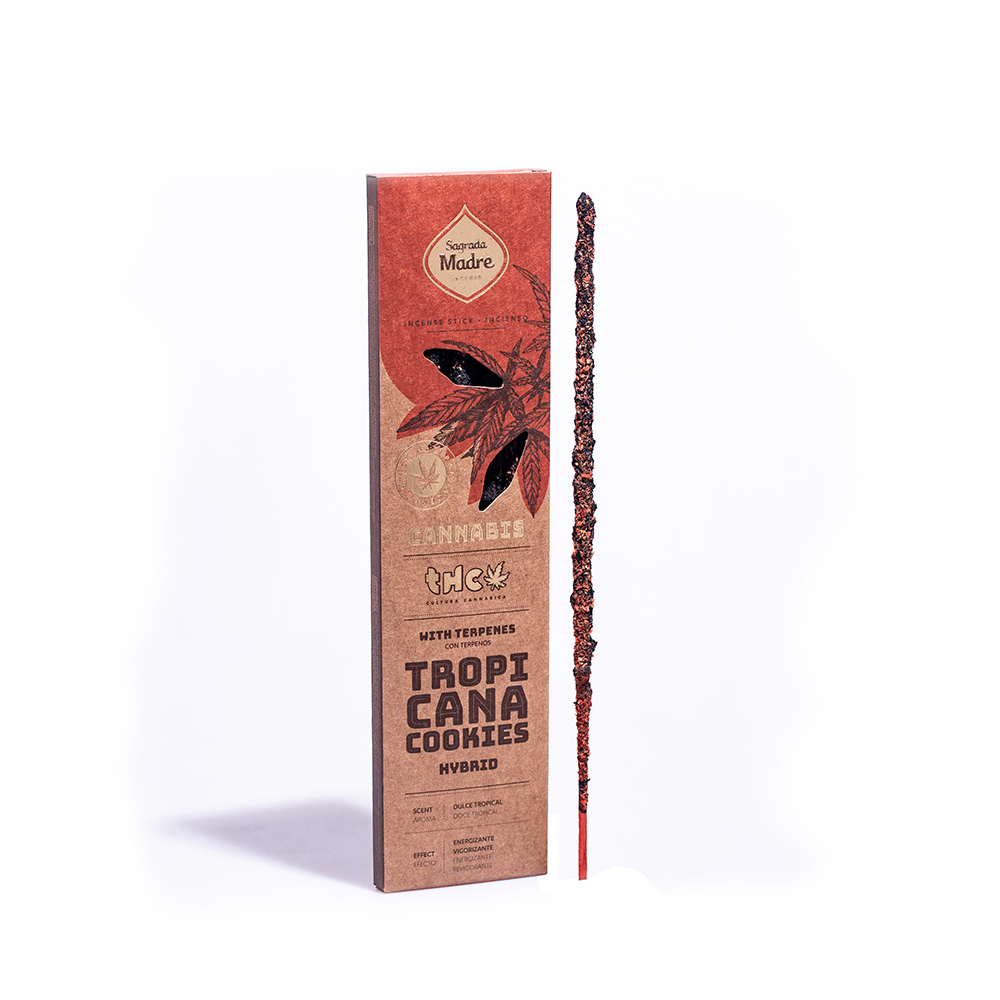 Sagrada
Madre
INCENSE STICK - INCIENSO
CANNABIS
tHc
CULTURA CANNABICA
WITH TERPENES
CON TERPENOS
TROPI
CANA
COOKIES
HYBRID
SCENT DULCE TROPICAL
AROMA DOCE TROPICAL
EFFECT ENERGIZANTE
EFECTO VIGORIZANTE
ENERGIZANTE
REVIGORANTE